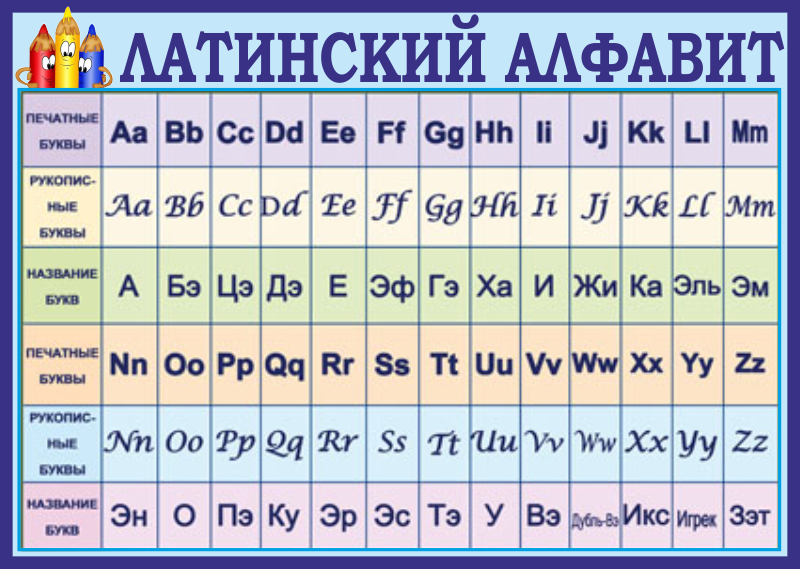 ЛАТИНСКИЙ АЛФАВИТ
ПЕЧАТНЫЕ БУКВЫ Aa Bb Cc Dd Ee Ff Gg Hh Ii Jj Kk Ll Mm
РУКОПИС-НЫЕ БУКВЫ Aa Bb Cc Dd Ee Ff Gg Hh Ii Jj Kk Ll Mm
НАЗВАНИЕ БУКВ А Бэ Цэ Дэ Е Эф Гэ Ха И Жи Ка Эль Эм
ПЕЧАТНЫЕ БУКВЫ Nn Oo Pp Qq Rr Ss Tt Uu Vv Ww Xx Yy Zz
РУКОПИС-НЫЕ БУКВЫ Nn Oo Pp Qq Rr Ss Tt Uu Vv Ww Xx Yy Zz
НАЗВАНИЕ БУКВ Эн О Пэ Ку Эр Эс Тэ У Вэ Дубль-Вэ Икс Игрек Зэт